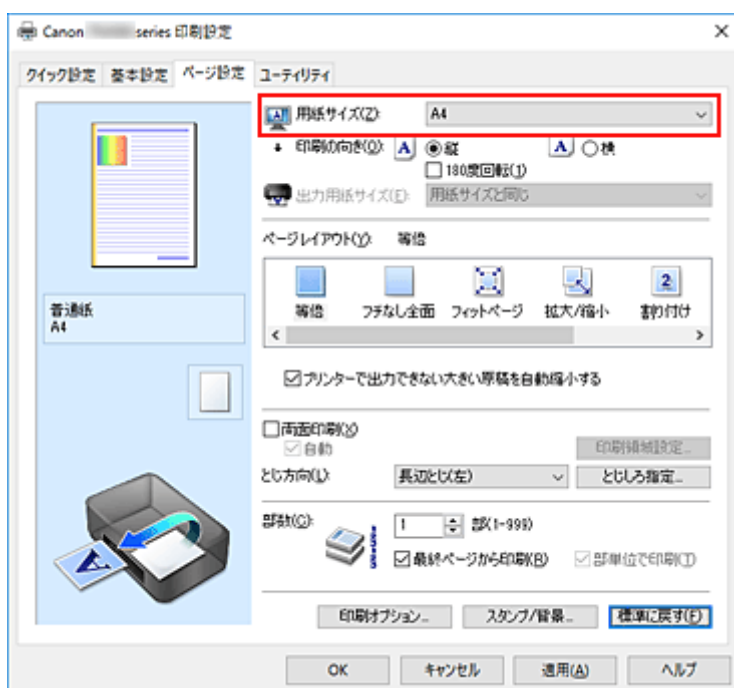 Canon series 印刷設定
クイック設定 基本設定 ページ設定 ユーティリティ
用紙サイズ(Z): A4
印刷の向き(O): A 縦 A 横
180度回転(J)
出力用紙サイズ(E): 用紙サイズと同じ
ページレイアウト(Y): 等倍
等倍 フチなし全面 フィットページ 拡大/縮小 割り付け
2
普通紙
A4
プリンターで出力できない大きい原稿を自動縮小する
両面印刷(X)
自動
印刷領域設定...
とじ方向(L): 長辺とじ(左) とじしろ指定...
部数(C): 1 部(1-999)
最終ページから印刷(R) 部単位で印刷(T)
印刷オプション... スタンプ/背景... 標準に戻す(F)
OK キャンセル 適用(A) ヘルプ